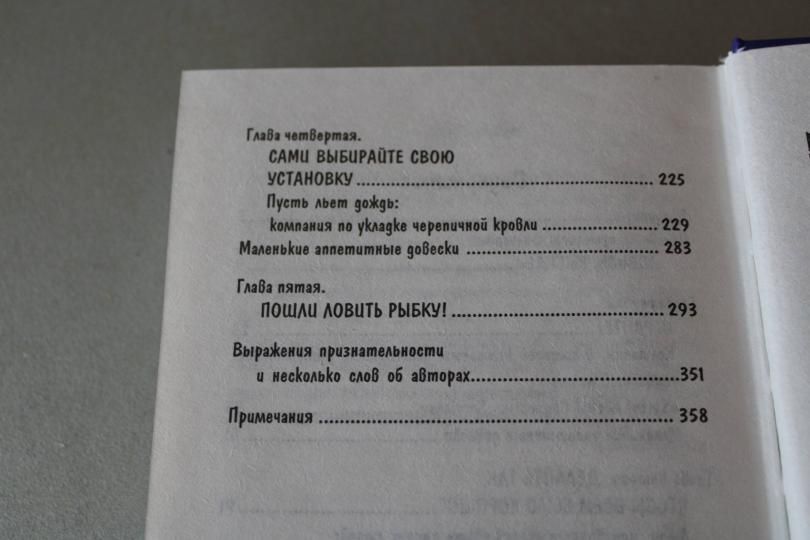 Глава четвертая.
САМИ ВЫБИРАЙТЕ СВОЮ
УСТАНОВКУ ........ 225
Пусть льет дождь:
компания по укладке черепичной кровли ........ 229
Маленькие аппетитные довески ........ 283
Глава пятая.
ПОШЛИ ЛОВИТЬ РЫБКУ! ........ 293
Выражения признательности
и несколько слов об авторах ........ 351
Примечания ........ 358